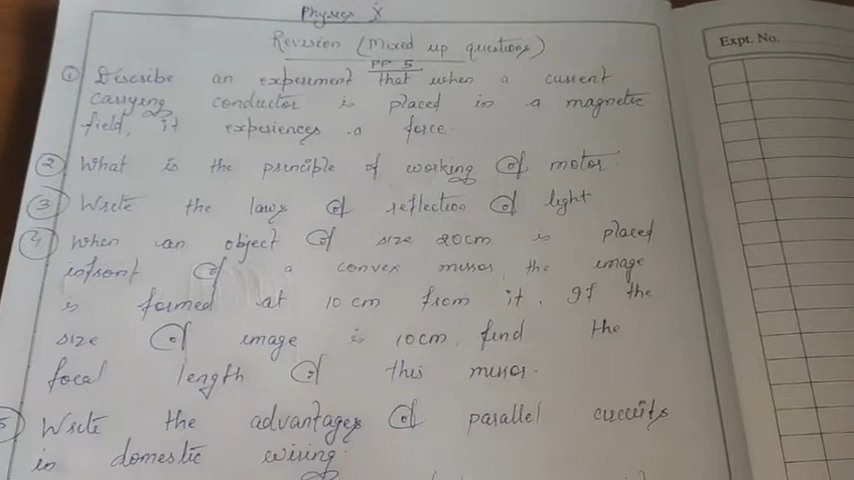 Physics X
Revision (Mixed up questions)
PP 5
Expt. No.
① Describe an experiment that when a current
carrying conductor is placed in a magnetic
field, it experiences a force.
② What is the principle of working of motor.
③ Write the laws of reflection of light
④ When an object of size 20cm is placed
infront of a convex mirror, the image
is formed at 10 cm from it. If the
size of image is 10cm, find the
focal length of this mirror.
5 Write the advantages of parallel circuits
in domestic wiring.